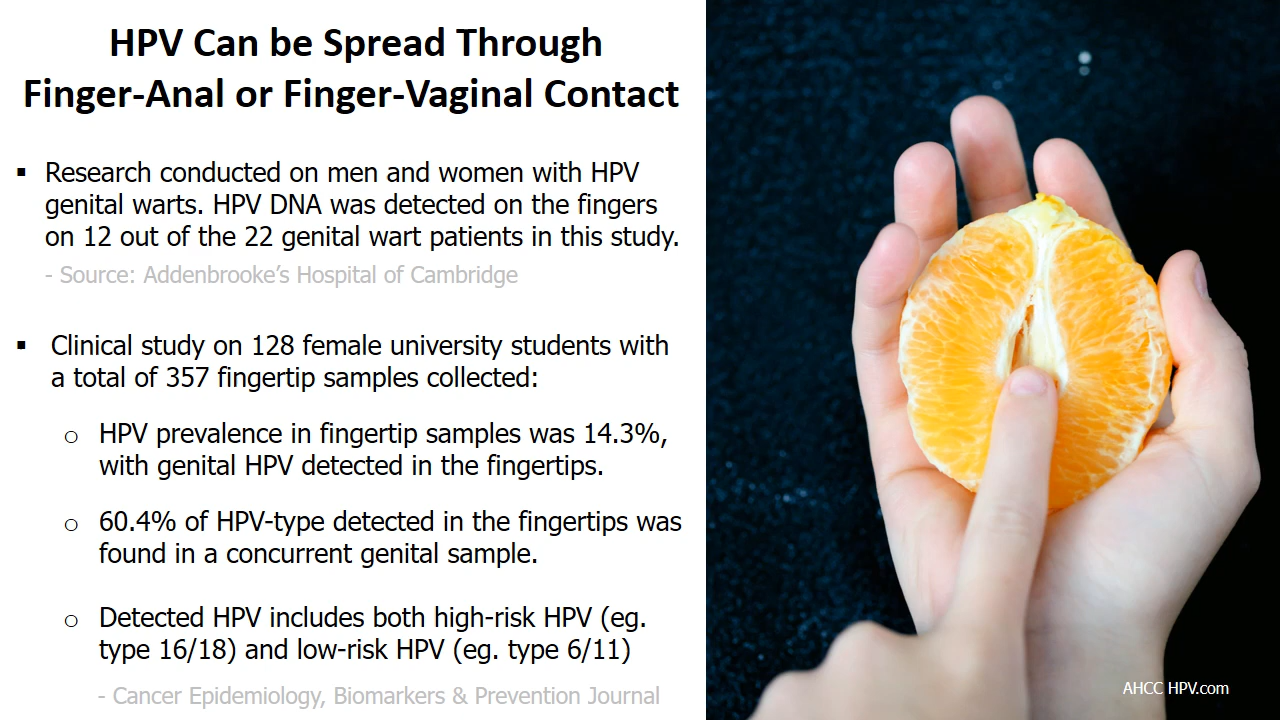 HPV Can be Spread Through
Finger-Anal or Finger-Vaginal Contact
▪ Research conducted on men and women with HPV
genital warts. HPV DNA was detected on the fingers
on 12 out of the 22 genital wart patients in this study.
- Source: Addenbrooke’s Hospital of Cambridge
▪ Clinical study on 128 female university students with
a total of 357 fingertip samples collected:
o HPV prevalence in fingertip samples was 14.3%,
with genital HPV detected in the fingertips.
o 60.4% of HPV-type detected in the fingertips was
found in a concurrent genital sample.
o Detected HPV includes both high-risk HPV (eg.
type 16/18) and low-risk HPV (eg. type 6/11)
- Cancer Epidemiology, Biomarkers & Prevention Journal
AHCC HPV.com